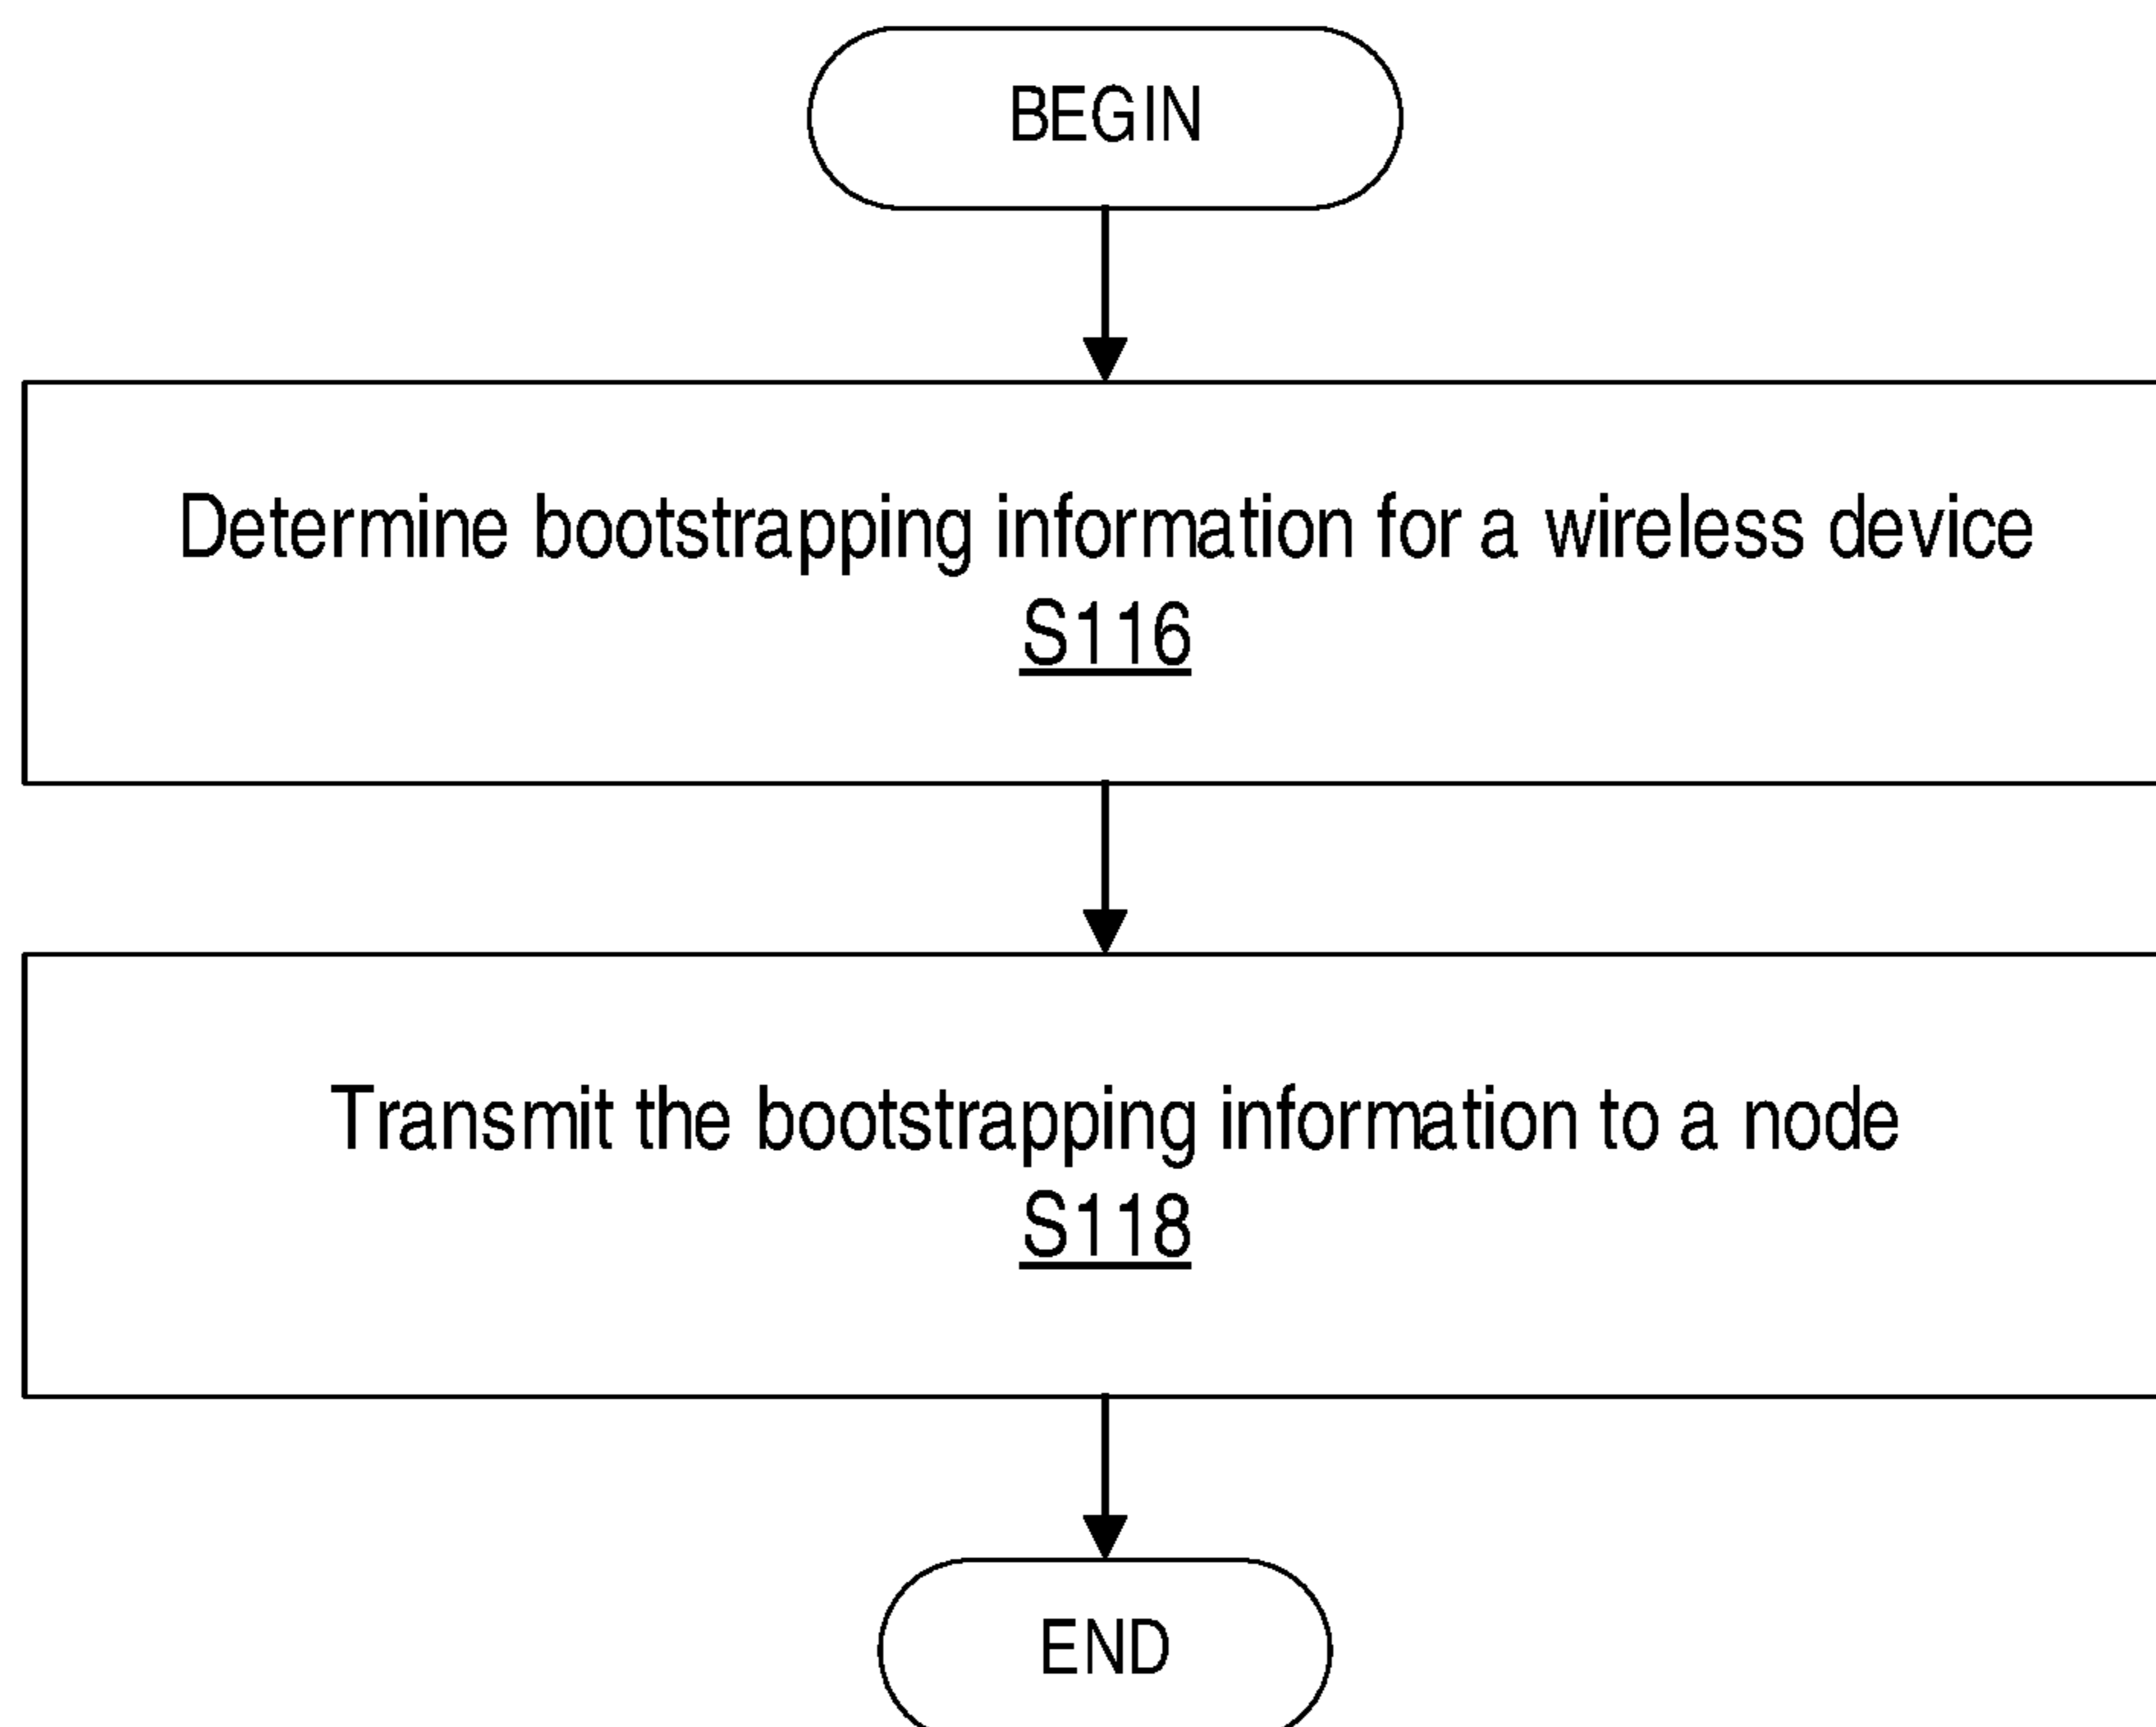 BEGIN
Determine bootstrapping information for a wireless device
S116
Transmit the bootstrapping information to a node
S118
END